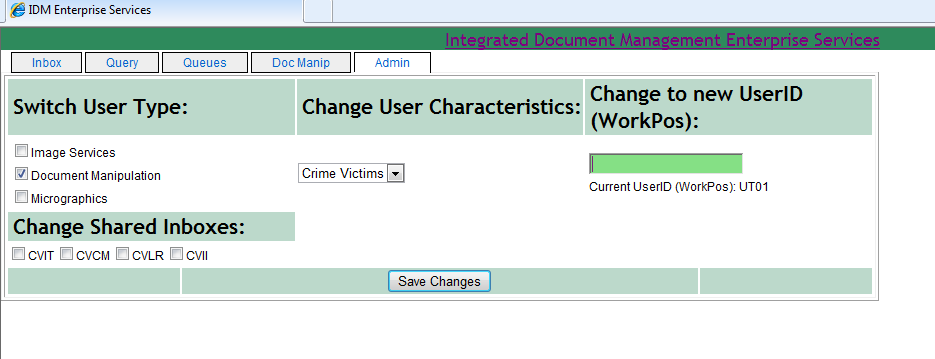 IDM Enterprise Services
Integrated Document Management Enterprise Services
Inbox Query Queues Doc Manip Admin
Switch User Type:
Change User Characteristics:
Change to new UserID
(WorkPos):
Image Services
Document Manipulation
Micrographics
Crime Victims
Current UserID (WorkPos): UT01
Change Shared Inboxes:
CVIT CVCM CVLR CVII
Save Changes